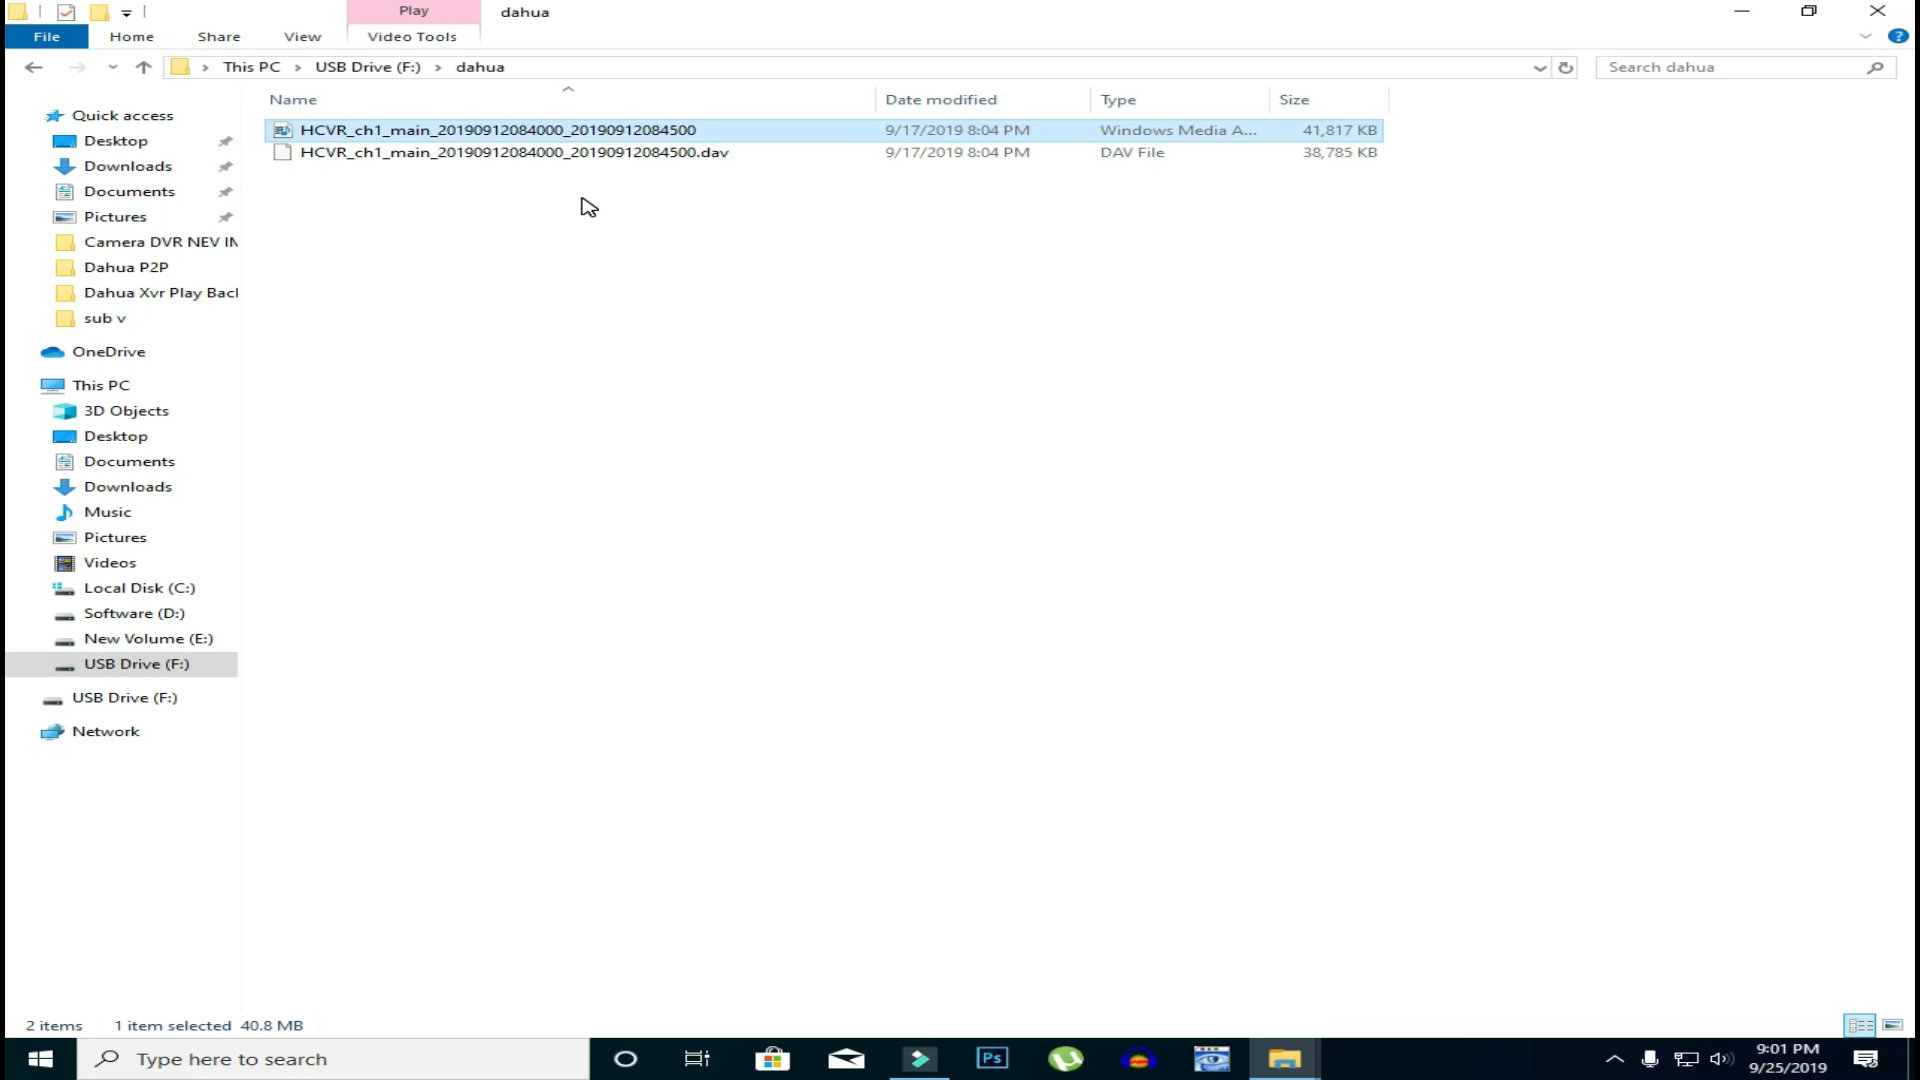 Play
dahua
File
Home
Share
View
Video Tools
This PC
USB Drive (F:)
dahua
Search dahua
Name
Date modified
Type
Size
HCVR_ch1_main_20190912084000_20190912084500
9/17/2019 8:04 PM
Windows Media A...
41,817 KB
HCVR_ch1_main_20190912084000_20190912084500.dav
9/17/2019 8:04 PM
DAV File
38,785 KB
Quick access
Desktop
Downloads
Documents
Pictures
Camera DVR NEV IM
Dahua P2P
Dahua Xvr Play Bacl
sub v
OneDrive
This PC
3D Objects
Desktop
Documents
Downloads
Music
Pictures
Videos
Local Disk (C:)
Software (D:)
New Volume (E:)
USB Drive (F:)
USB Drive (F:)
Network
2 items
1 item selected 40.8 MB
Type here to search
Ps
9:01 PM
9/25/2019